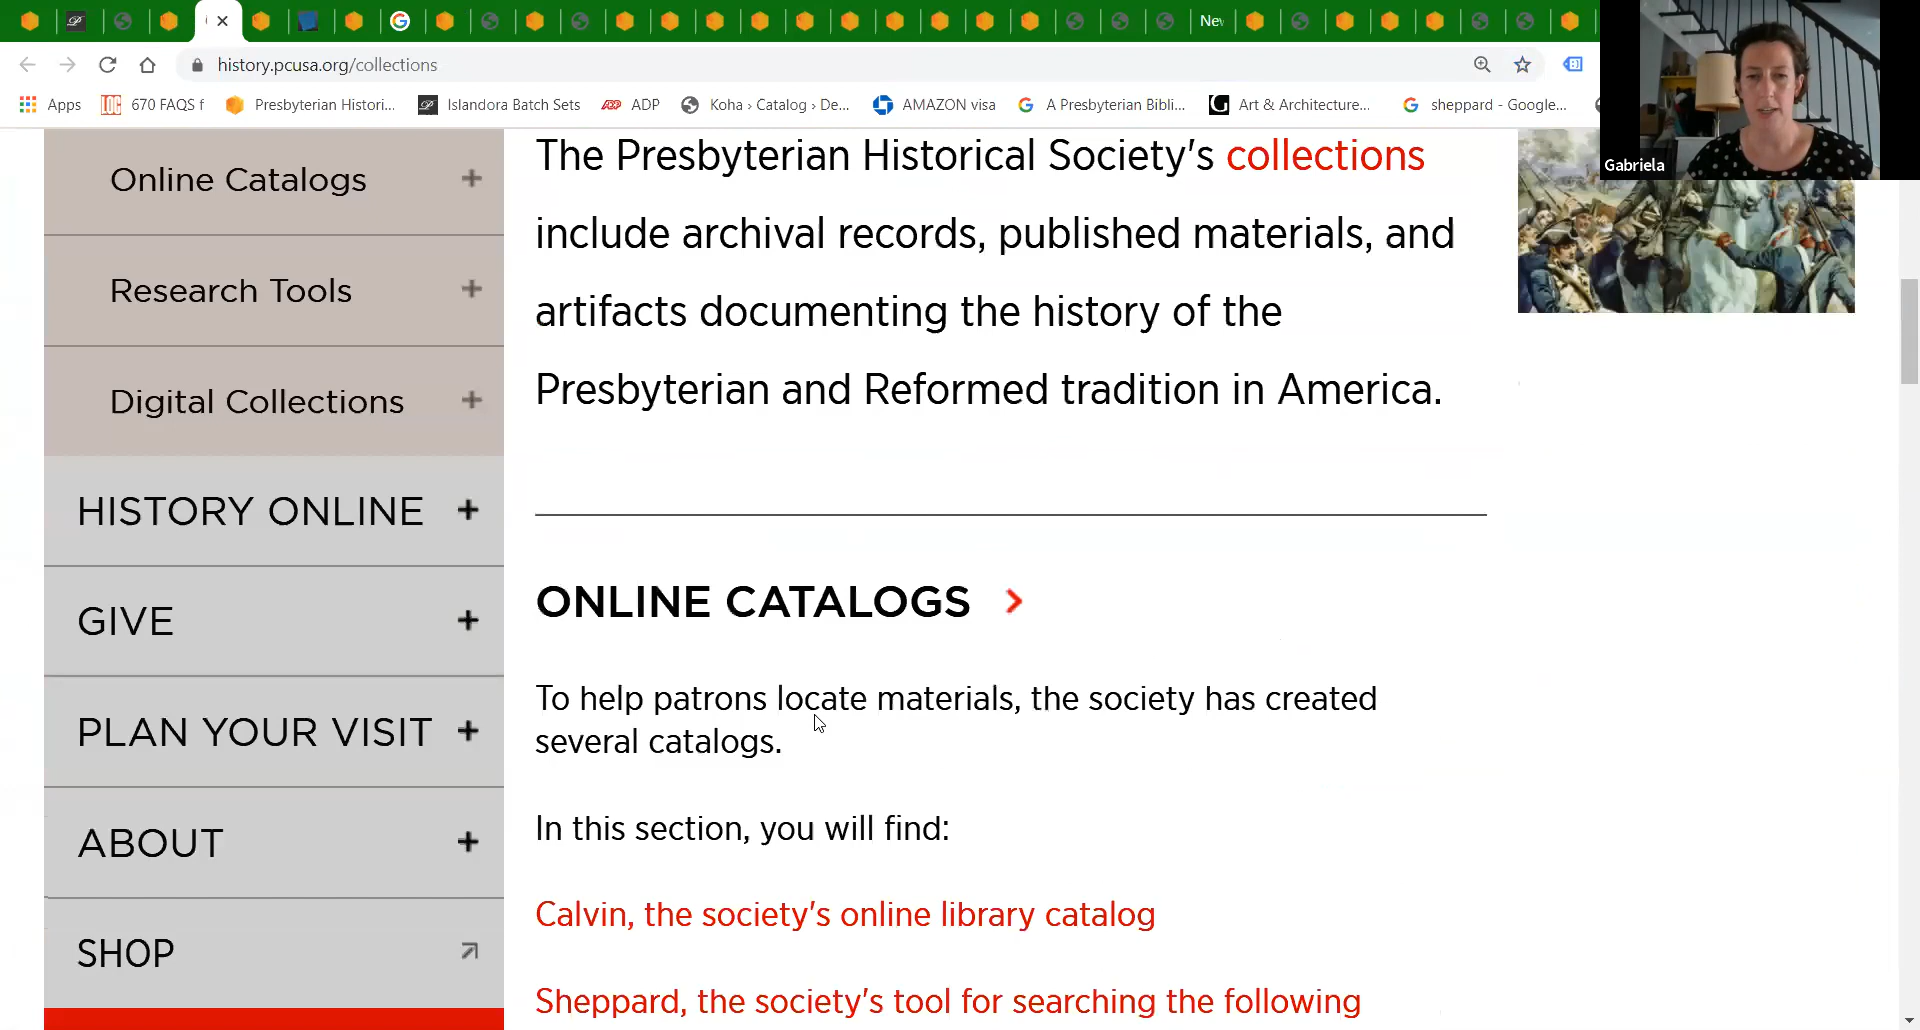 New
history.pcusa.org/collections
Apps
670 FAQS f
Presbyterian Histori...
Islandora Batch Sets
ADP
Koha › Catalog › De...
AMAZON visa
A Presbyterian Bibli...
Art & Architecture...
sheppard - Google...
Gabriela
Online Catalogs +
Research Tools +
Digital Collections +
HISTORY ONLINE +
GIVE +
PLAN YOUR VISIT +
ABOUT +
SHOP
The Presbyterian Historical Society's collections
include archival records, published materials, and
artifacts documenting the history of the
Presbyterian and Reformed tradition in America.
ONLINE CATALOGS >
To help patrons locate materials, the society has created
several catalogs.
In this section, you will find:
Calvin, the society's online library catalog
Sheppard, the society's tool for searching the following